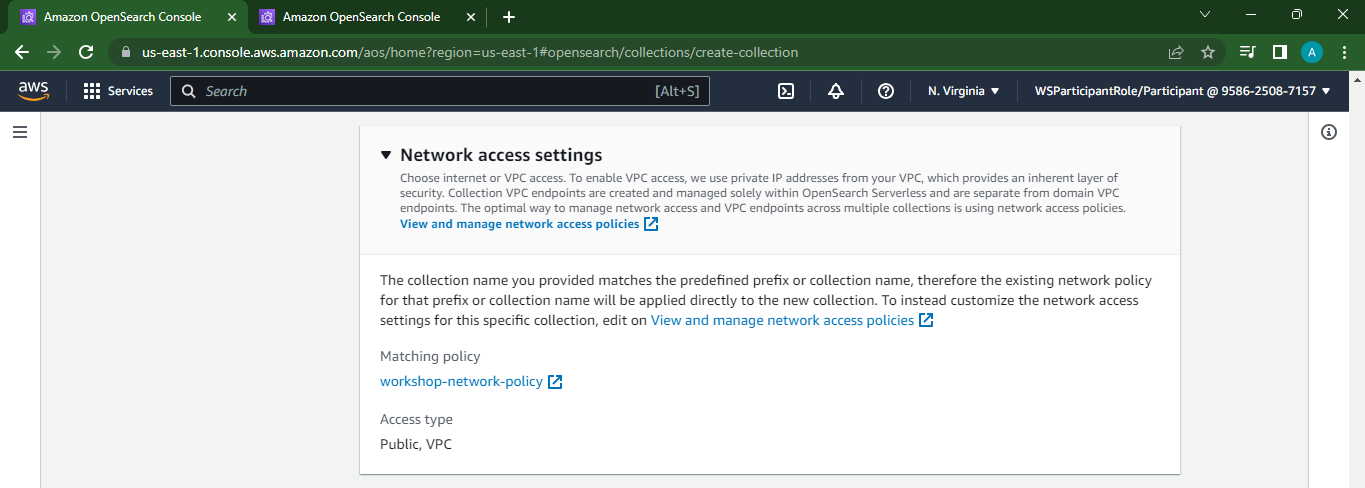 Amazon OpenSearch Console
Amazon OpenSearch Console
us-east-1.console.aws.amazon.com/aos/home?region=us-east-1#opensearch/collections/create-collection
A
aws
Services
Search
[Alt+S]
N. Virginia
WSParticipantRole/Participant @ 9586-2508-7157
Network access settings
Choose internet or VPC access. To enable VPC access, we use private IP addresses from your VPC, which provides an inherent layer of
security. Collection VPC endpoints are created and managed solely within OpenSearch Serverless and are separate from domain VPC
endpoints. The optimal way to manage network access and VPC endpoints across multiple collections is using network access policies.
View and manage network access policies
The collection name you provided matches the predefined prefix or collection name, therefore the existing network policy
for that prefix or collection name will be applied directly to the new collection. To instead customize the network access
settings for this specific collection, edit on View and manage network access policies
Matching policy
workshop-network-policy
Access type
Public, VPC